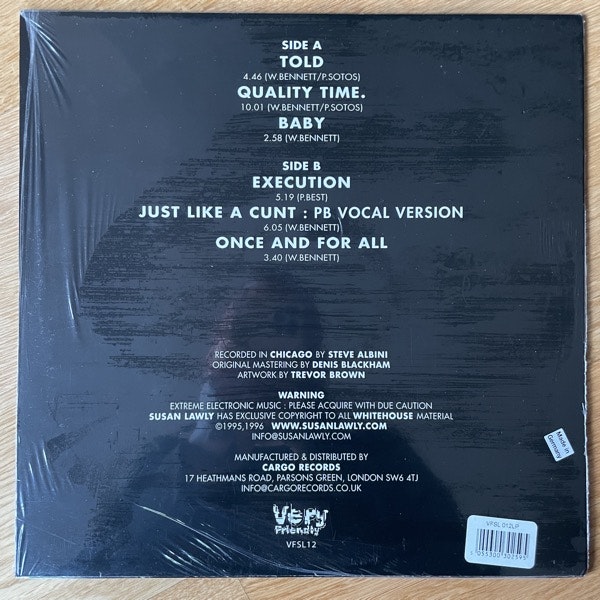 SIDE A
TOLD
4.46 (W.BENNETT/P.SOTOS)
QUALITY TIME.
10.01 (W.BENNETT/P.SOTOS)
BABY
2.58 (W.BENNETT)
SIDE B
EXECUTION
5.19 (P.BEST)
JUST LIKE A CUNT : PB VOCAL VERSION
6.05 (W.BENNETT)
ONCE AND FOR ALL
3.40 (W.BENNETT)
RECORDED IN CHICAGO BY STEVE ALBINI
ORIGINAL MASTERING BY DENIS BLACKHAM
ARTWORK BY TREVOR BROWN
WARNING
EXTREME ELECTRONIC MUSIC : PLEASE ACQUIRE WITH DUE CAUTION
SUSAN LAWLY HAS EXCLUSIVE COPYRIGHT TO ALL WHITEHOUSE MATERIAL
©1995,1996 WWW.SUSANLAWLY.COM
INFO@SUSANLAWLY.COM
MANUFACTURED & DISTRIBUTED BY
CARGO RECORDS
17 HEATHMANS ROAD, PARSONS GREEN, LONDON SW6 4TJ
INFO@CARGORECORDS.CO.UK
Very
Friendly
VFSL12
Made in
Germany
VFSL 012LP
5 055300 302595